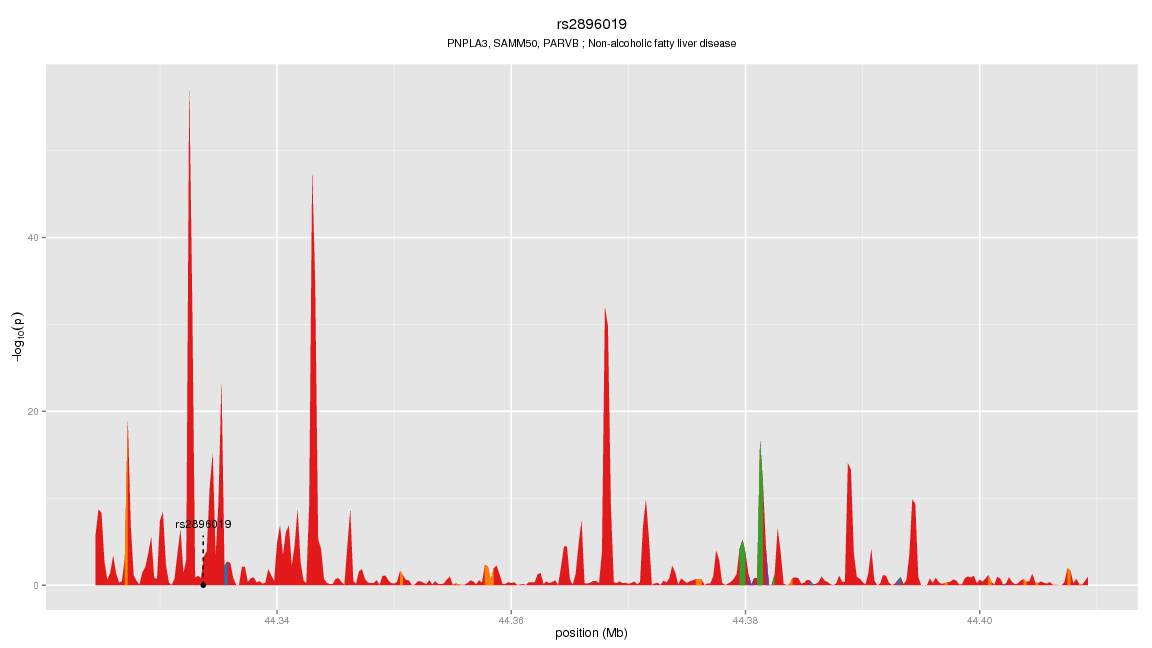 rs2896019
PNPLA3, SAMM50, PARVB ; Non-alcoholic fatty liver disease
−log10(p)
40
20
0
rs2896019
44.34
44.36
44.38
44.40
position (Mb)